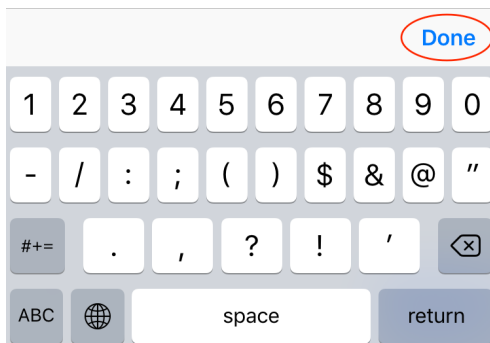 Done
1 2 3 4 5 6 7 8 9 0
- / : ; ( ) $ & @ "
#+= . , ? ! '
ABC space return